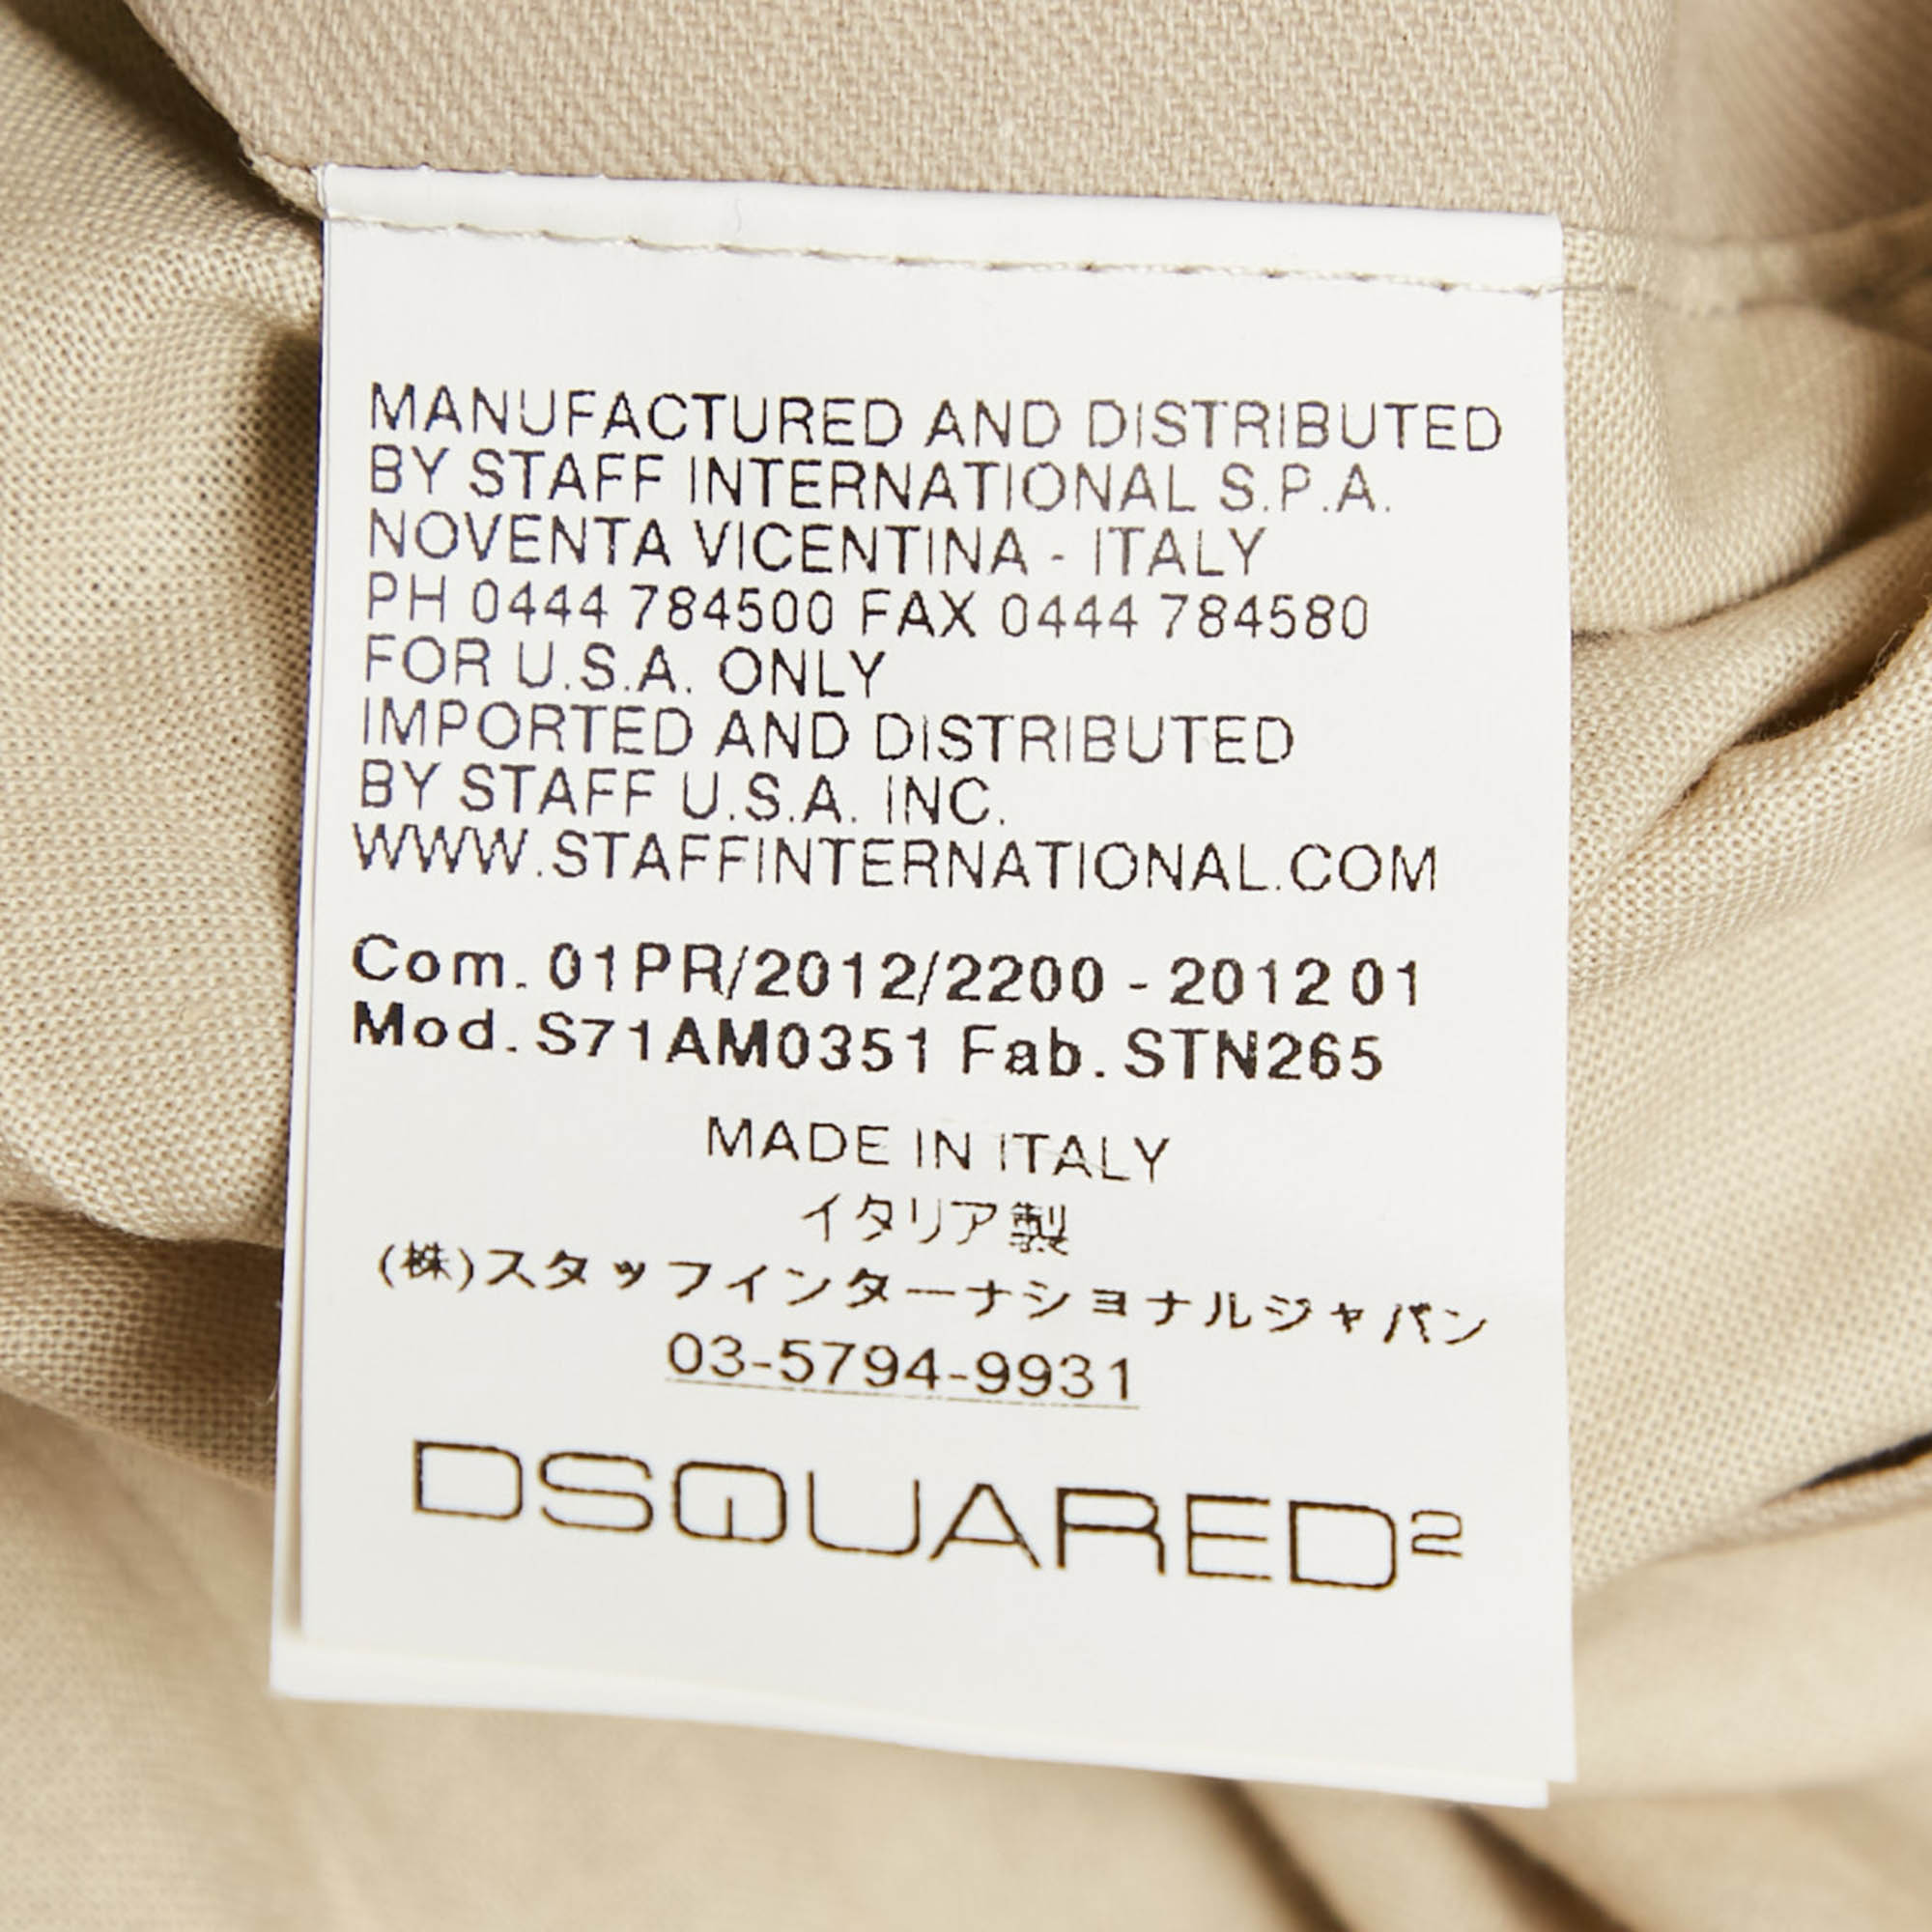 MANUFACTURED AND DISTRIBUTED
BY STAFF INTERNATIONAL S.P.A.
NOVENTA VICENTINA - ITALY
PH 0444 784500 FAX 0444 784580
FOR U.S.A. ONLY
IMPORTED AND DISTRIBUTED
BY STAFF U.S.A. INC.
WWW.STAFFINTERNATIONAL.COM
Com. 01PR/2012/2200 - 2012 01
Mod. S71AM0351 Fab. STN265
MADE IN ITALY
イタリア製
(株)スタッフインターナショナルジャパン
03-5794-9931
DSQUARED2